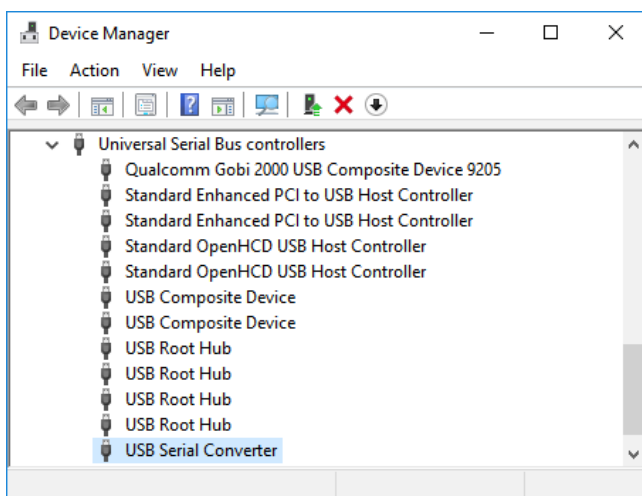 Device Manager
File Action View Help
Universal Serial Bus controllers
Qualcomm Gobi 2000 USB Composite Device 9205
Standard Enhanced PCI to USB Host Controller
Standard Enhanced PCI to USB Host Controller
Standard OpenHCD USB Host Controller
Standard OpenHCD USB Host Controller
USB Composite Device
USB Composite Device
USB Root Hub
USB Root Hub
USB Root Hub
USB Root Hub
USB Serial Converter